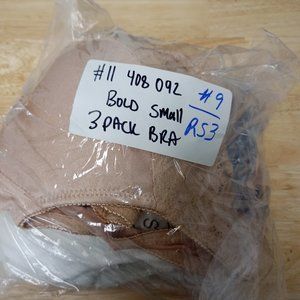 #11 408 092
BOLD Small
3 PACK BRA
#9
RS3
S